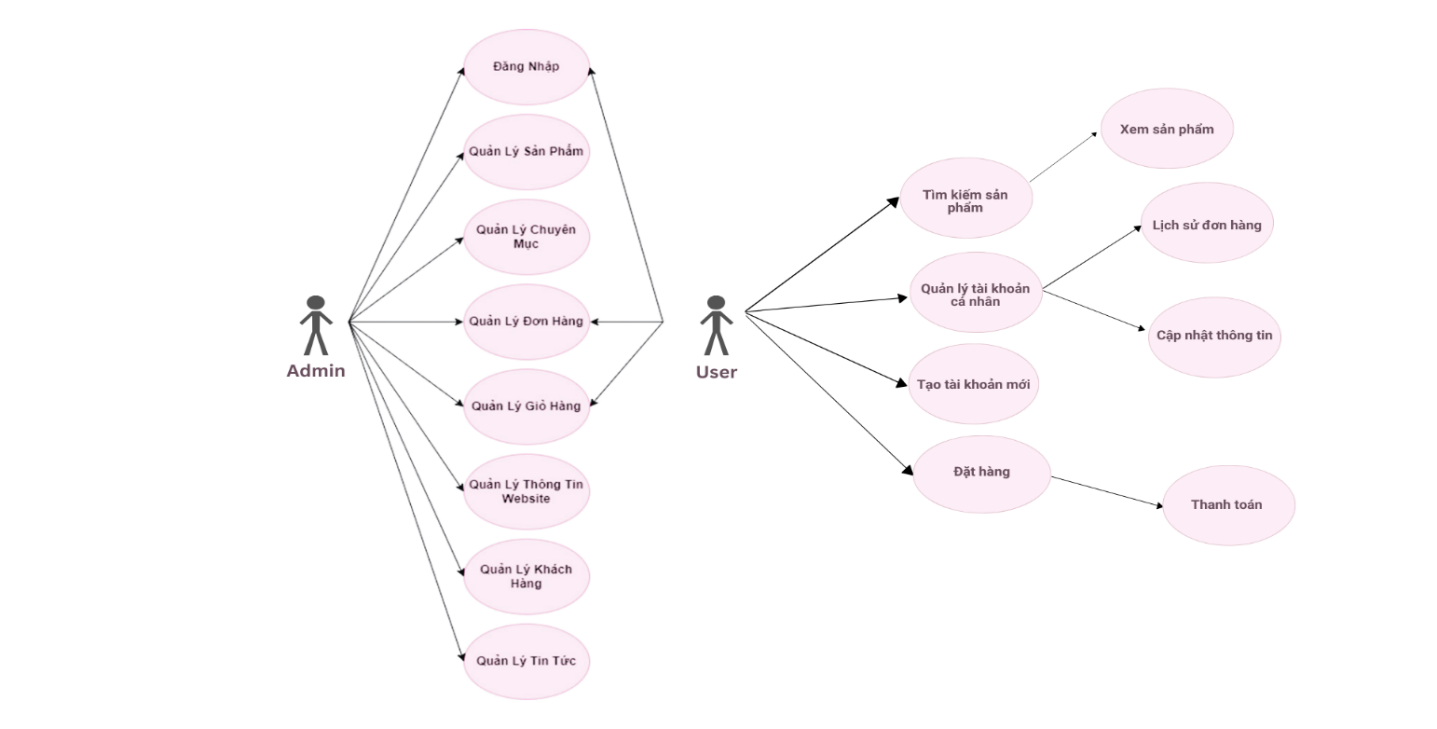 Đăng Nhập
Quản Lý Sản Phẩm
Quản Lý Chuyên
Mục
Quản Lý Đơn Hàng
Quản Lý Giỏ Hàng
Quản Lý Thông Tin
Website
Quản Lý Khách
Hàng
Quản Lý Tin Tức
Admin
User
Tìm kiếm sản
phẩm
Quản lý tài khoản
cá nhân
Tạo tài khoản mới
Đặt hàng
Xem sản phẩm
Lịch sử đơn hàng
Cập nhật thông tin
Thanh toán